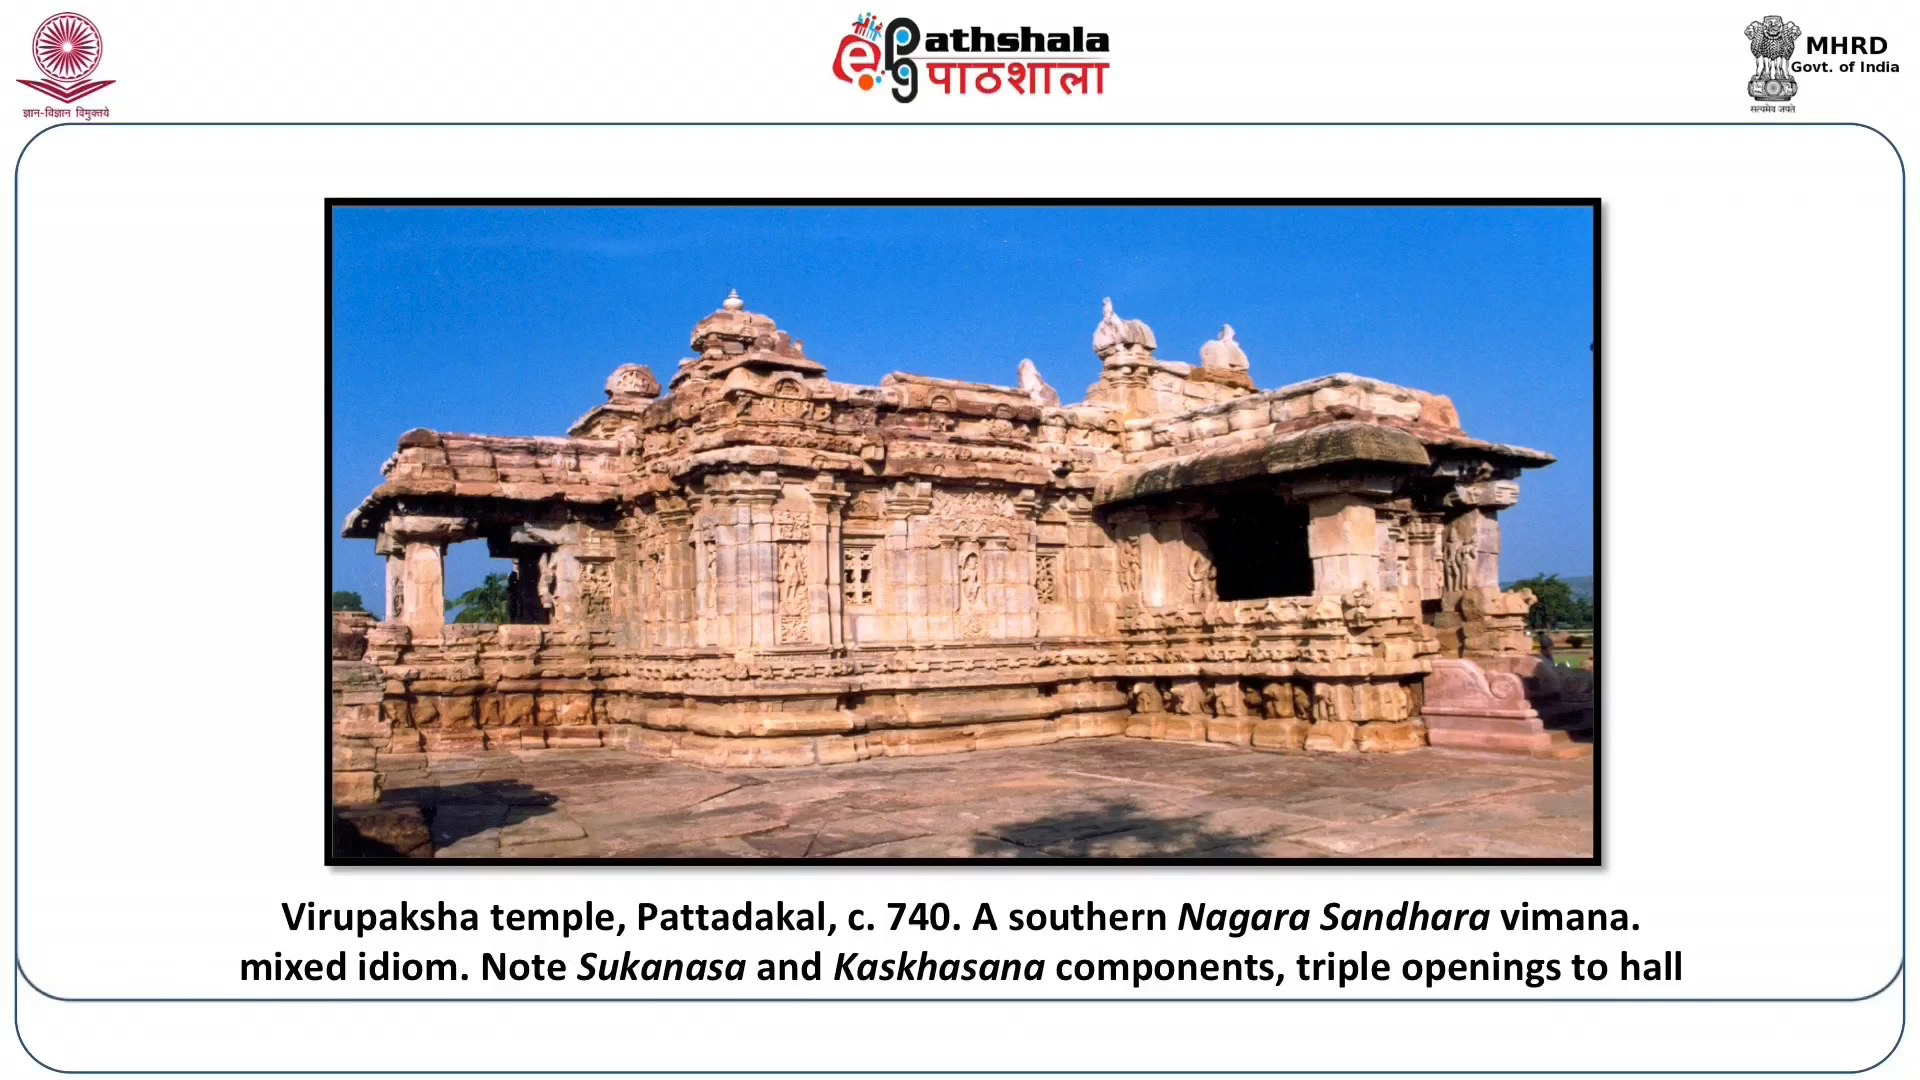 ज्ञान-विज्ञान विमुक्तये
ePathshala
पाठशाला
MHRD
Govt. of India
सत्यमेव जयते
Virupaksha temple, Pattadakal, c. 740. A southern Nagara Sandhara vimana.
mixed idiom. Note Sukanasa and Kaskhasana components, triple openings to hall